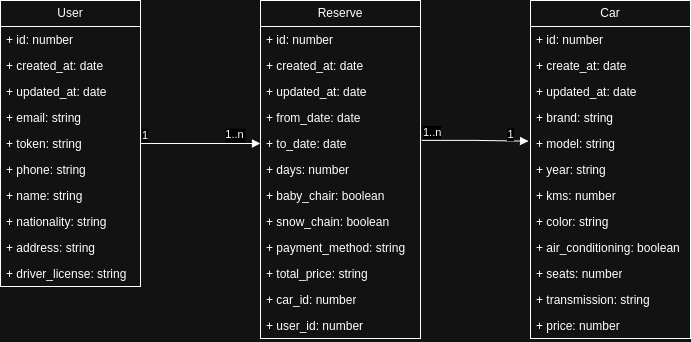 User
+ id: number
+ created_at: date
+ updated_at: date
+ email: string
+ token: string
+ phone: string
+ name: string
+ nationality: string
+ address: string
+ driver_license: string
1
1..n
Reserve
+ id: number
+ created_at: date
+ updated_at: date
+ from_date: date
+ to_date: date
+ days: number
+ baby_chair: boolean
+ snow_chain: boolean
+ payment_method: string
+ total_price: string
+ car_id: number
+ user_id: number
1..n
1
Car
+ id: number
+ create_at: date
+ updated_at: date
+ brand: string
+ model: string
+ year: string
+ kms: number
+ color: string
+ air_conditioning: boolean
+ seats: number
+ transmission: string
+ price: number